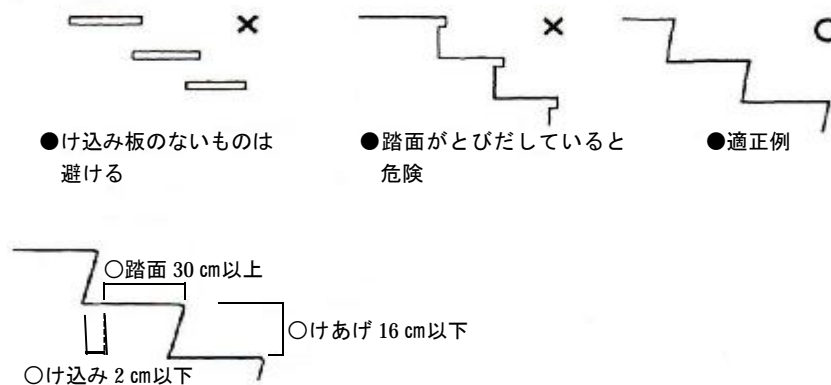 ●け込み板のないものは
避ける
●踏面がとびだしていると
危険
●適正例
○踏面 30 ㎝以上
○けあげ 16 ㎝以下
○け込み 2 ㎝以下